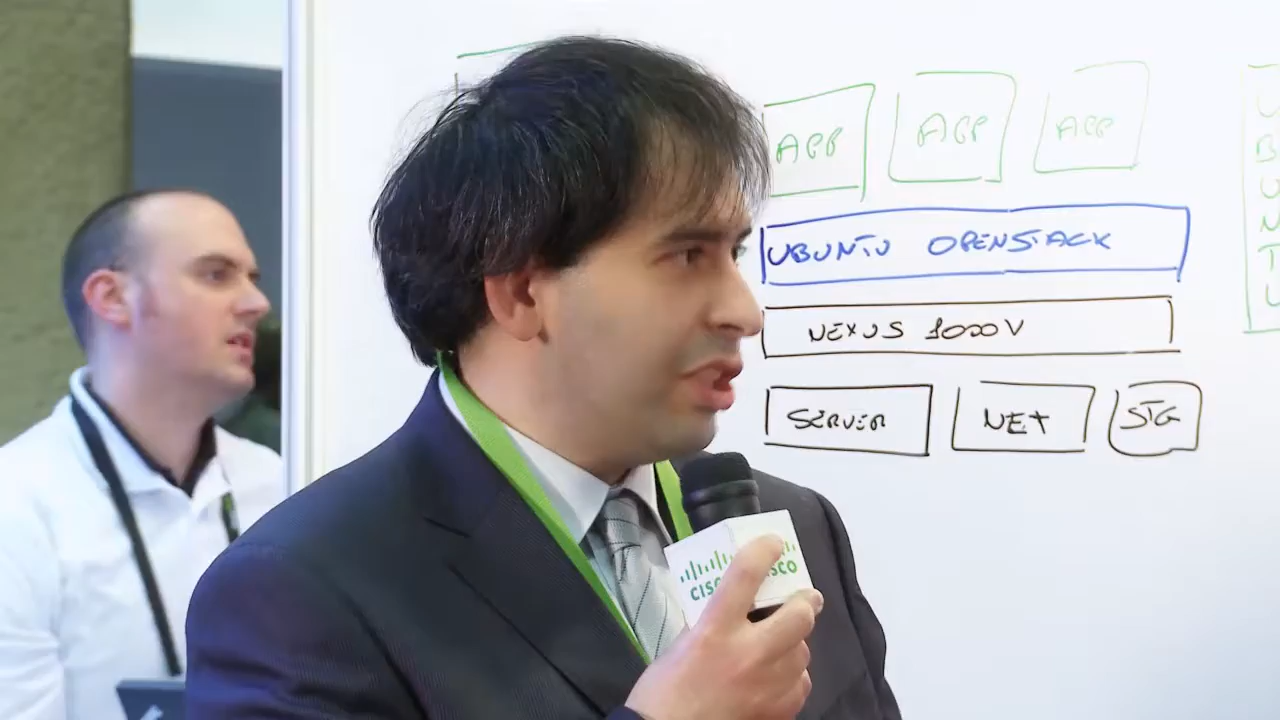 APP APP APP
UBUNTU OPENSTACK
NEXUS 1000V
SERVER NET STG
U
B
U
N
T
U
CISCO